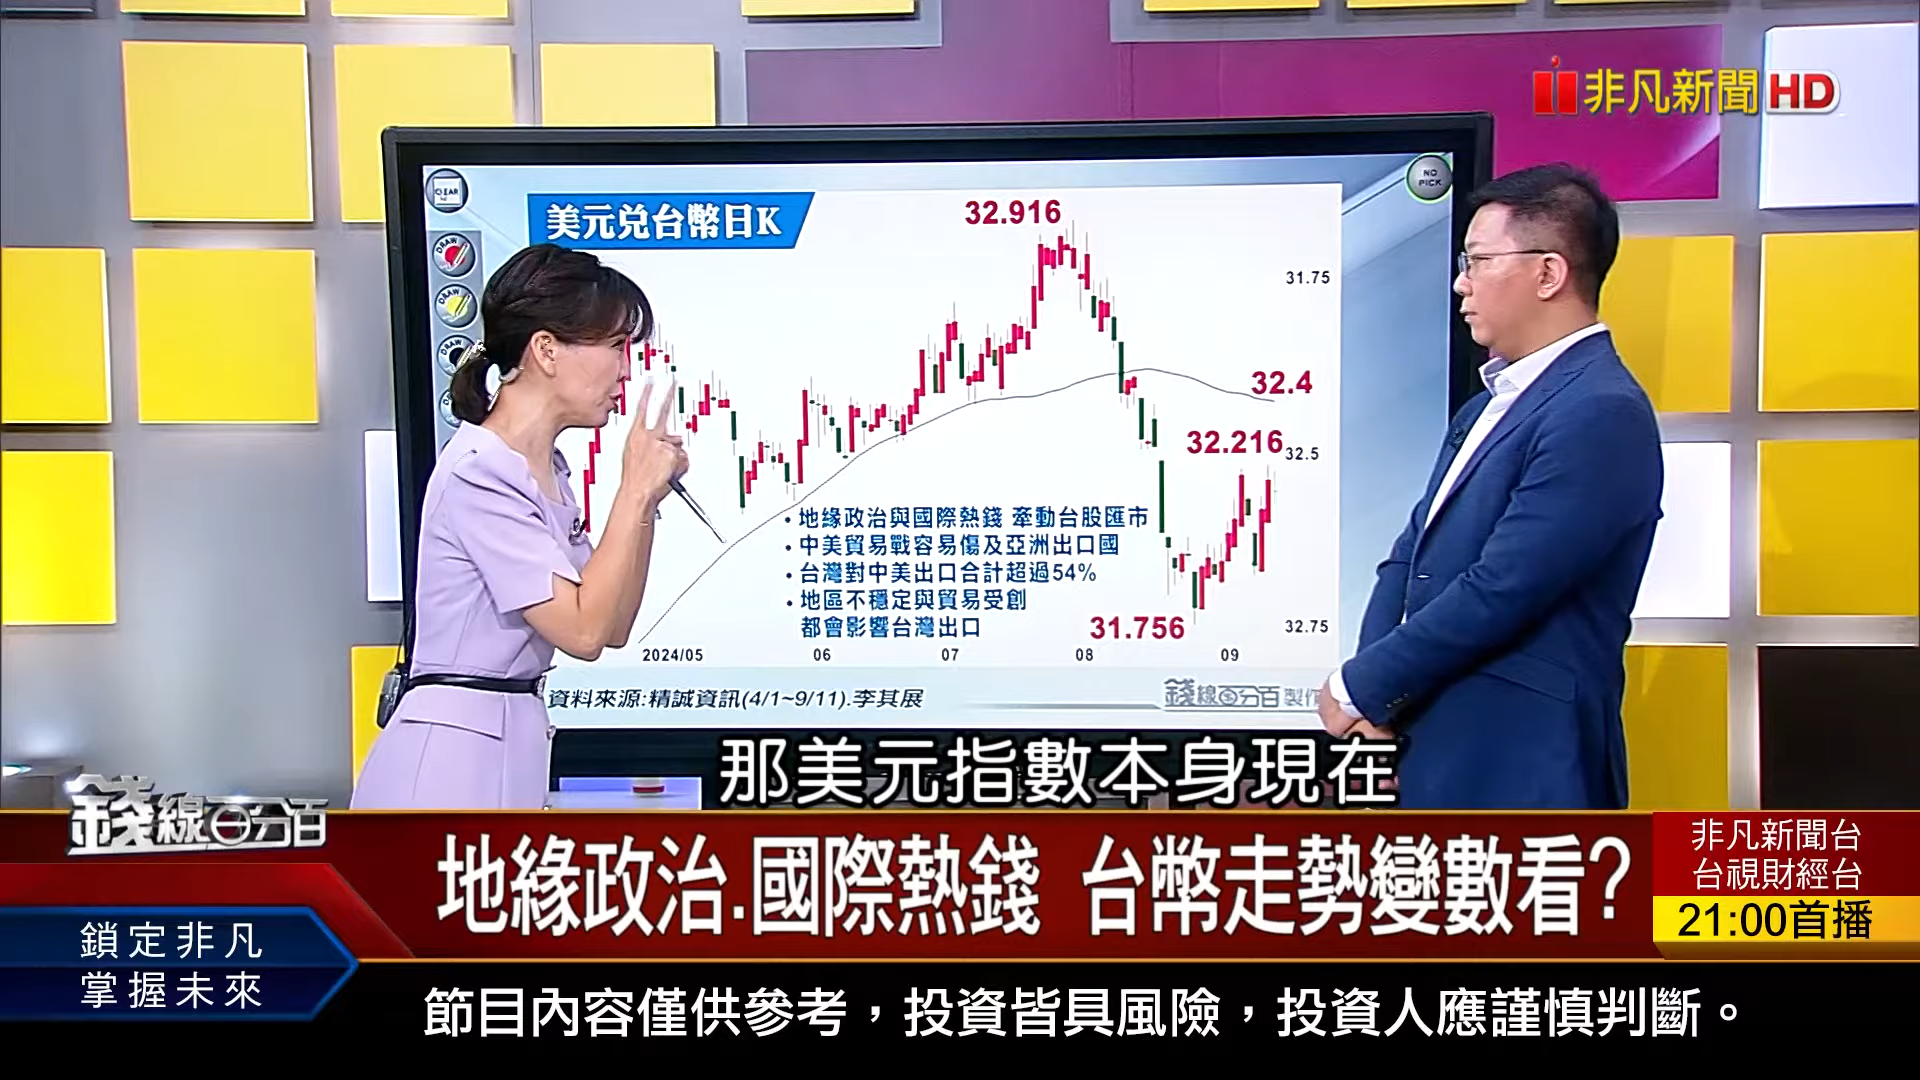 非凡新聞HD
CLEAR
NO PICK
DRAW
DRAW
DRAW
美元兌台幣日K
32.916
31.75
32.4
32.216
32.5
31.756
32.75
•地緣政治與國際熱錢 牽動台股匯市
•中美貿易戰容易傷及亞洲出口國
•台灣對中美出口合計超過54%
•地區不穩定與貿易受創
都會影響台灣出口
2024/05 06 07 08 09
資料來源:精誠資訊(4/1~9/11).李其展
錢線百分百 製作
那美元指數本身現在
錢線百分百
地緣政治.國際熱錢 台幣走勢變數看?
非凡新聞台
台視財經台
21:00首播
鎖定非凡
掌握未來
節目內容僅供參考，投資皆具風險，投資人應謹慎判斷。